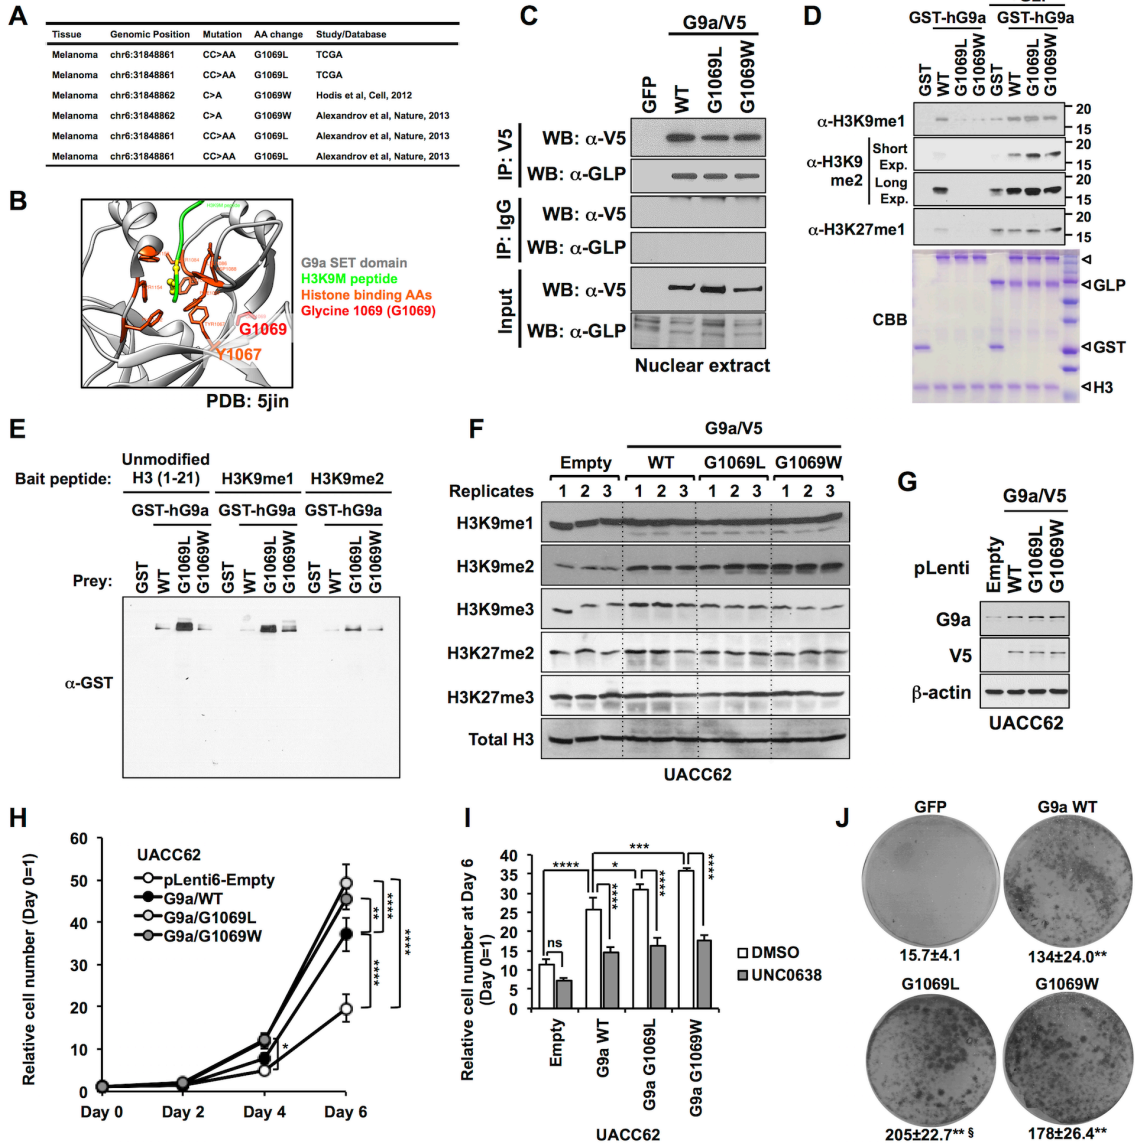 A
Tissue Genomic Position Mutation AA change Study/Database
Melanoma chr6:31848861 CC>AA G1069L TCGA
Melanoma chr6:31848861 CC>AA G1069L TCGA
Melanoma chr6:31848862 C>A G1069W Hodis et al, Cell, 2012
Melanoma chr6:31848862 C>A G1069W Alexandrov et al, Nature, 2013
Melanoma chr6:31848861 CC>AA G1069L Alexandrov et al, Nature, 2013
Melanoma chr6:31848861 CC>AA G1069L Alexandrov et al, Nature, 2013
B
G9a SET domain
H3K9M peptide
Histone binding AAs
Glycine 1069 (G1069)
G1069
Y1067
PDB: 5jin
C
G9a/V5
GFP WT G1069L G1069W
IP: V5
WB: α-V5
WB: α-GLP
IP: IgG
WB: α-V5
WB: α-GLP
Input
WB: α-V5
WB: α-GLP
Nuclear extract
D
GST-hG9a GST-hG9a
GST WT G1069L G1069W GST WT G1069L G1069W
α-H3K9me1 20
15
α-H3K9
me2
Short
Exp.
20
15
Long
Exp.
20
15
α-H3K27me1 20
15
CBB
GLP
GST
H3
E
Bait peptide:
Unmodified
H3 (1-21)
H3K9me1 H3K9me2
GST-hG9a GST-hG9a GST-hG9a
Prey:
GST WT G1069L G1069W GST WT G1069L G1069W GST WT G1069L G1069W
α-GST
F
G9a/V5
Empty WT G1069L G1069W
Replicates 1 2 3 1 2 3 1 2 3 1 2 3
H3K9me1
H3K9me2
H3K9me3
H3K27me2
H3K27me3
Total H3
UACC62
G
G9a/V5
pLenti
Empty WT G1069L G1069W
G9a
V5
β-actin
UACC62
H
Relative cell number (Day 0=1)
60
50
40
30
20
10
0
UACC62
pLenti6-Empty
G9a/WT
G9a/G1069L
G9a/G1069W
*
**
****
****
****
Day 0 Day 2 Day 4 Day 6
I
Relative cell number at Day 6
(Day 0=1)
40
35
30
25
20
15
10
5
0
ns
****
****
*
****
***
****
DMSO
UNC0638
Empty G9a WT G9a G1069L G9a G1069W
UACC62
J
GFP G9a WT
15.7±4.1 134±24.0**
G1069L G1069W
205±22.7** § 178±26.4**